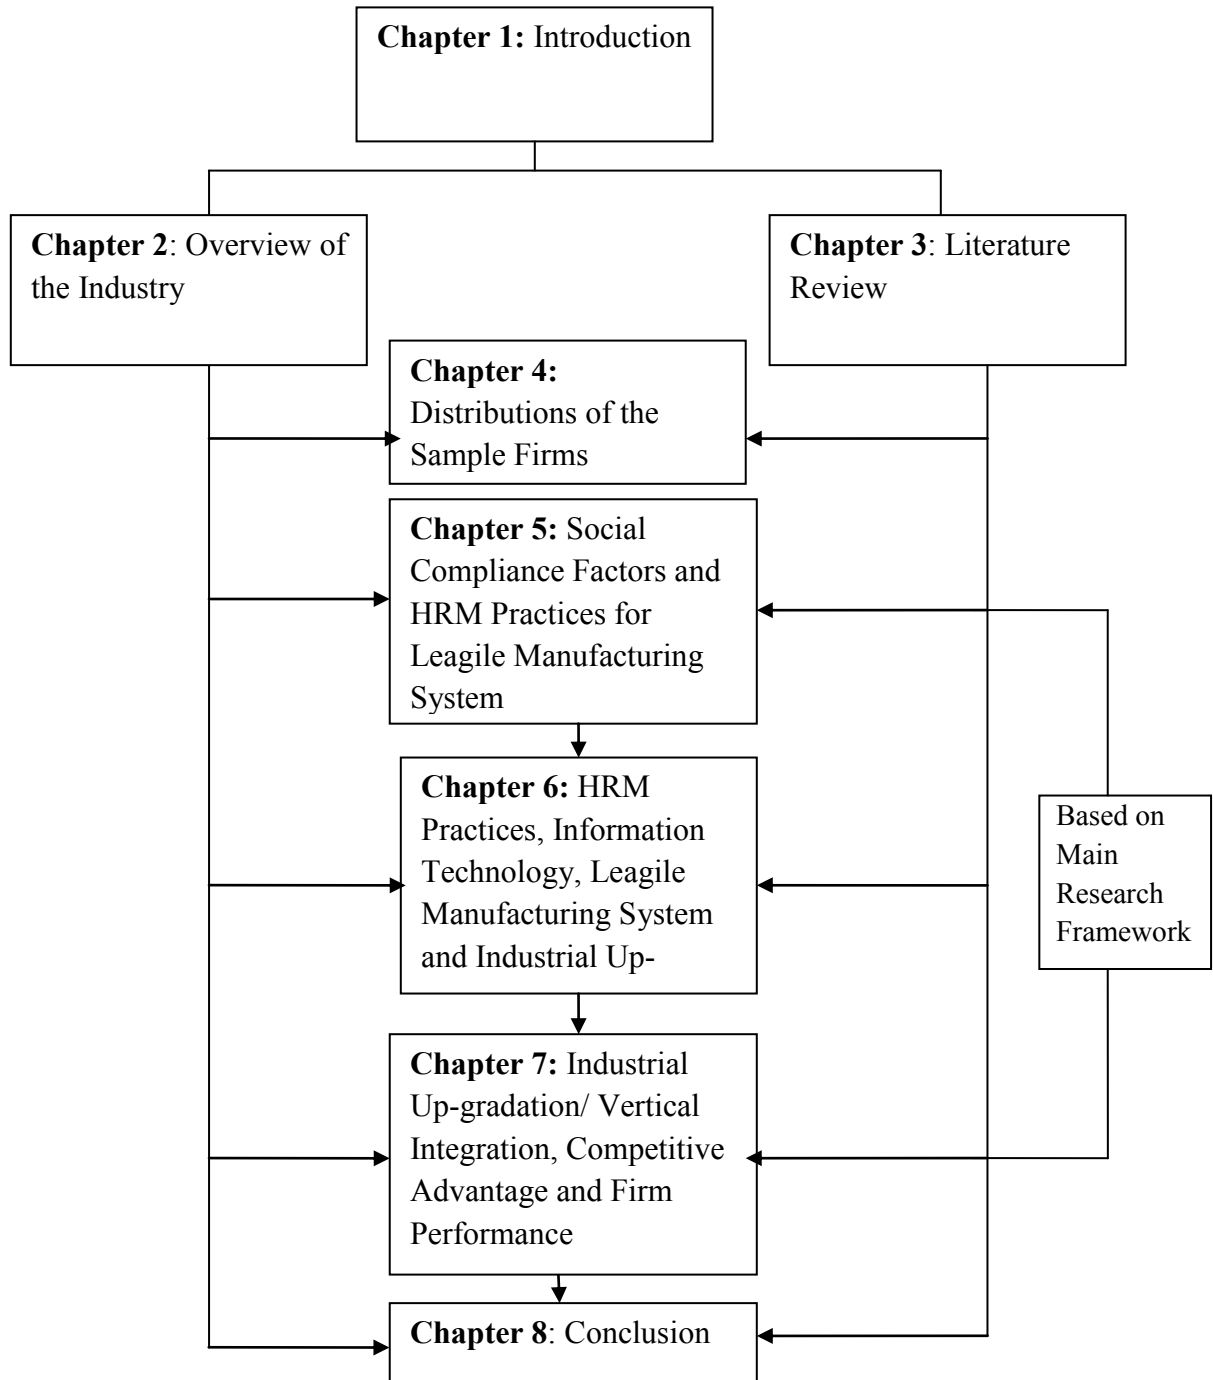 Chapter 1: Introduction
Chapter 2: Overview of
the Industry
Chapter 3: Literature
Review
Chapter 4:
Distributions of the
Sample Firms
Chapter 5: Social
Compliance Factors and
HRM Practices for
Leagile Manufacturing
System
Chapter 6: HRM
Practices, Information
Technology, Leagile
Manufacturing System
and Industrial Up-
Based on
Main
Research
Framework
Chapter 7: Industrial
Up-gradation/ Vertical
Integration, Competitive
Advantage and Firm
Performance
Chapter 8: Conclusion